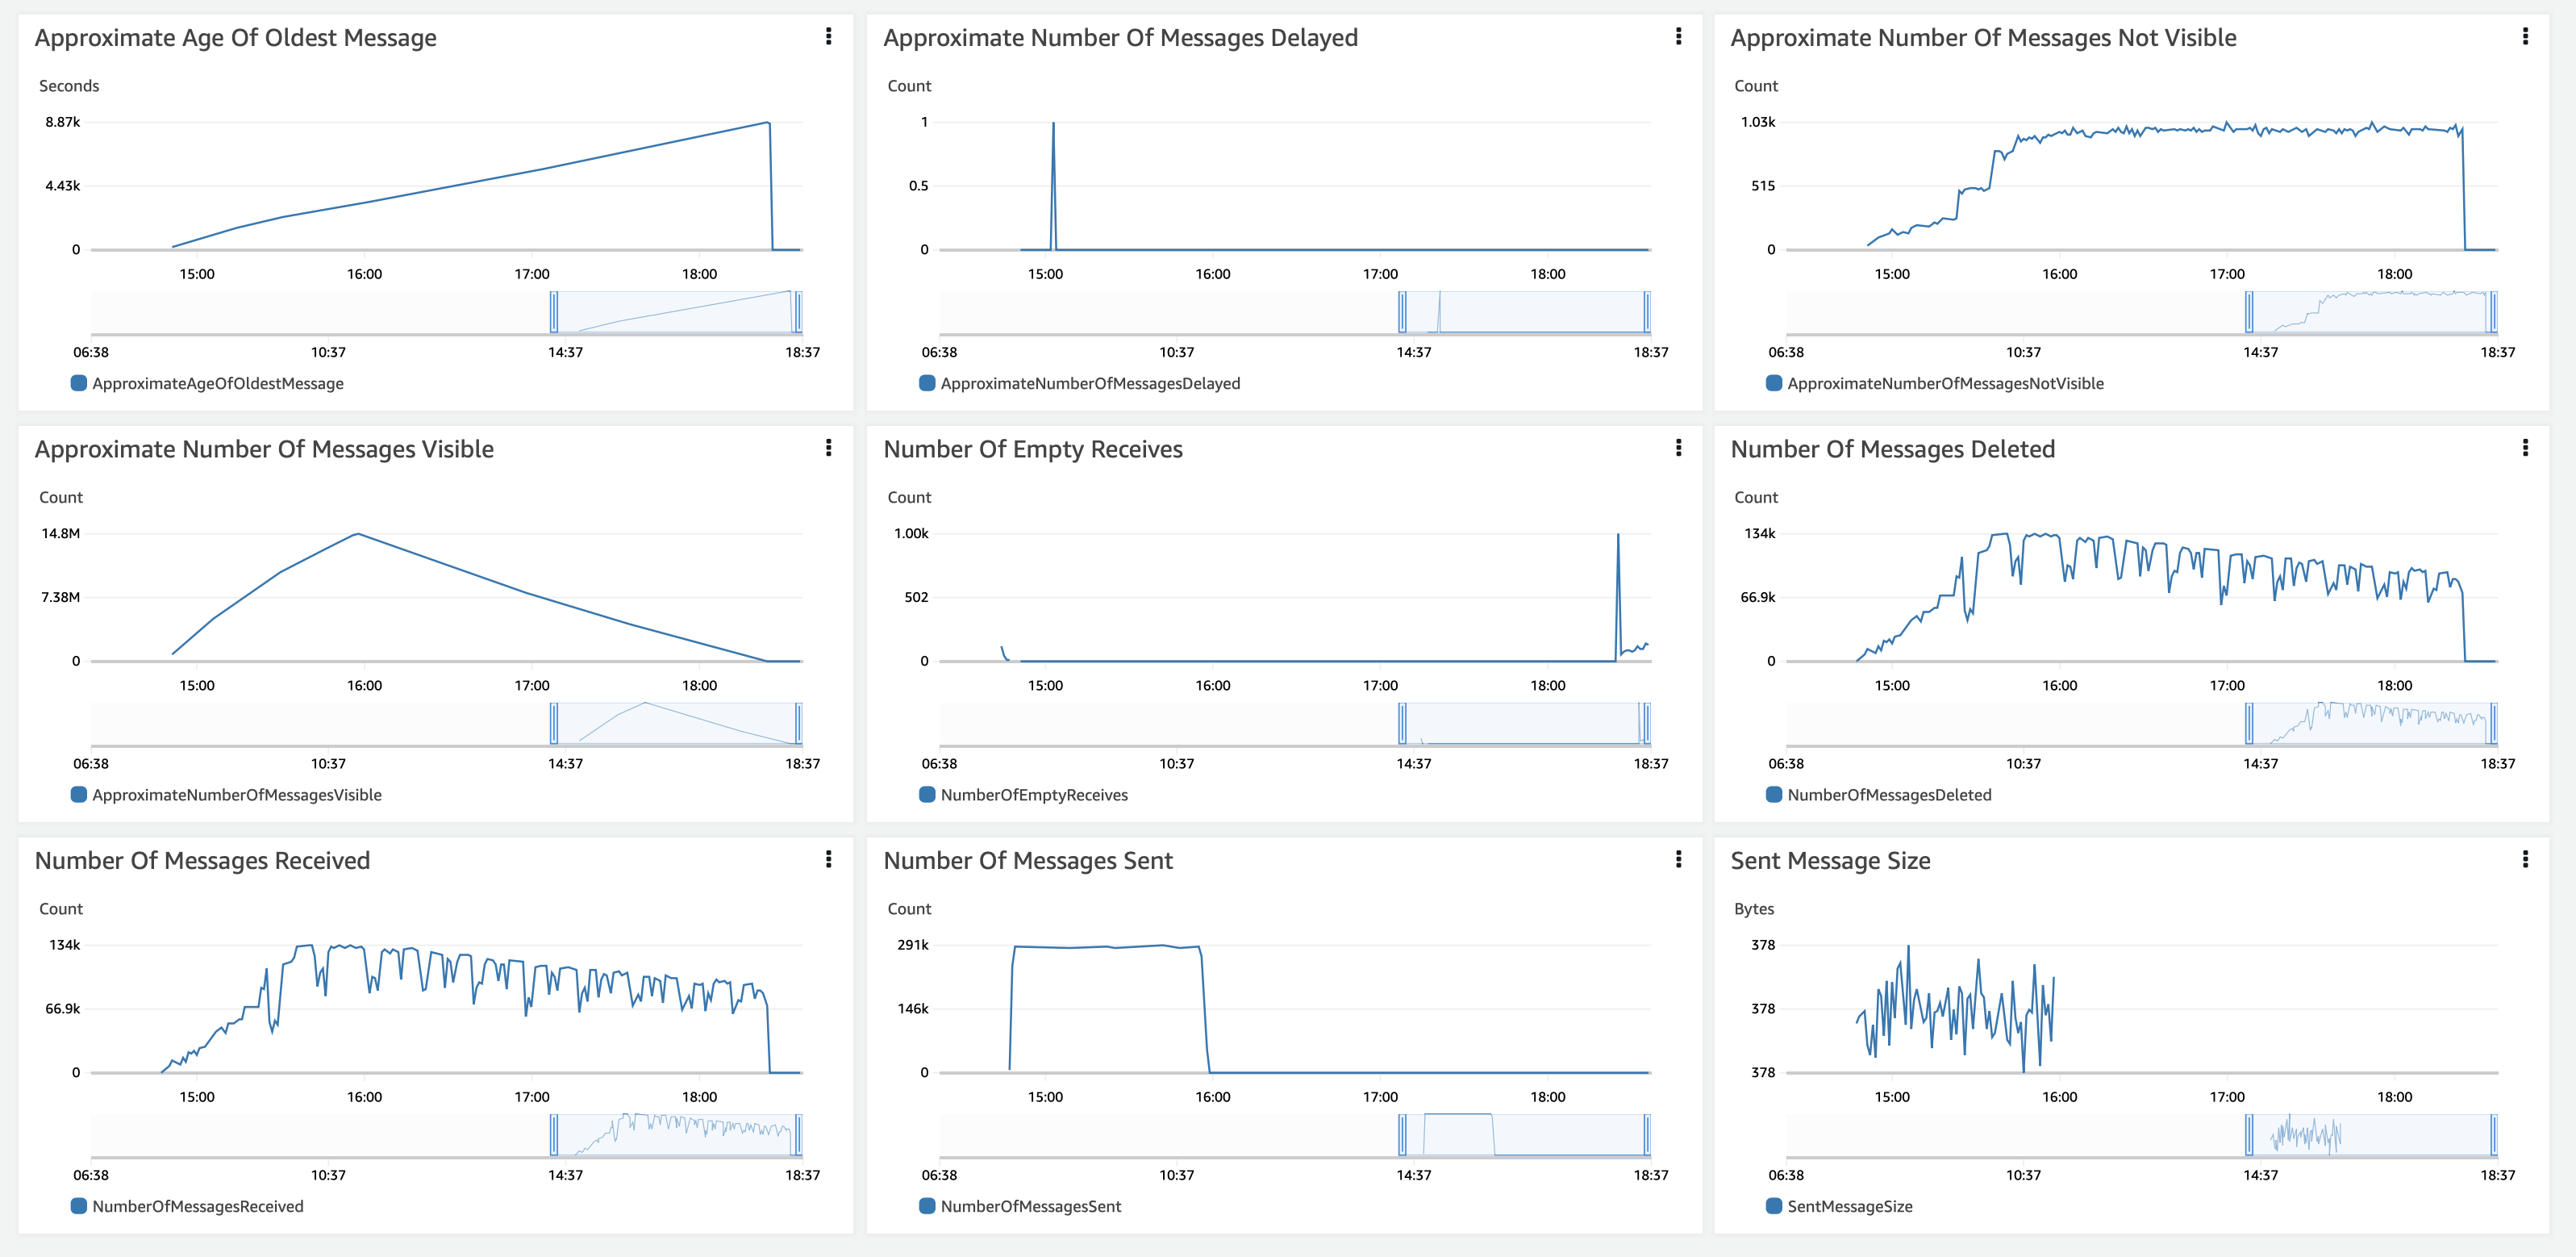 Approximate Age Of Oldest Message
Seconds
8.87k
4.43k
0
15:00 16:00 17:00 18:00
06:38 10:37 14:37 18:37
ApproximateAgeOfOldestMessage
Approximate Number Of Messages Delayed
Count
1
0.5
0
15:00 16:00 17:00 18:00
06:38 10:37 14:37 18:37
ApproximateNumberOfMessagesDelayed
Approximate Number Of Messages Not Visible
Count
1.03k
515
0
15:00 16:00 17:00 18:00
06:38 10:37 14:37 18:37
ApproximateNumberOfMessagesNotVisible
Approximate Number Of Messages Visible
Count
14.8M
7.38M
0
15:00 16:00 17:00 18:00
06:38 10:37 14:37 18:37
ApproximateNumberOfMessagesVisible
Number Of Empty Receives
Count
1.00k
502
0
15:00 16:00 17:00 18:00
06:38 10:37 14:37 18:37
NumberOfEmptyReceives
Number Of Messages Deleted
Count
134k
66.9k
0
15:00 16:00 17:00 18:00
06:38 10:37 14:37 18:37
NumberOfMessagesDeleted
Number Of Messages Received
Count
134k
66.9k
0
15:00 16:00 17:00 18:00
06:38 10:37 14:37 18:37
NumberOfMessagesReceived
Number Of Messages Sent
Count
291k
146k
0
15:00 16:00 17:00 18:00
06:38 10:37 14:37 18:37
NumberOfMessagesSent
Sent Message Size
Bytes
378
378
378
15:00 16:00 17:00 18:00
06:38 10:37 14:37 18:37
SentMessageSize